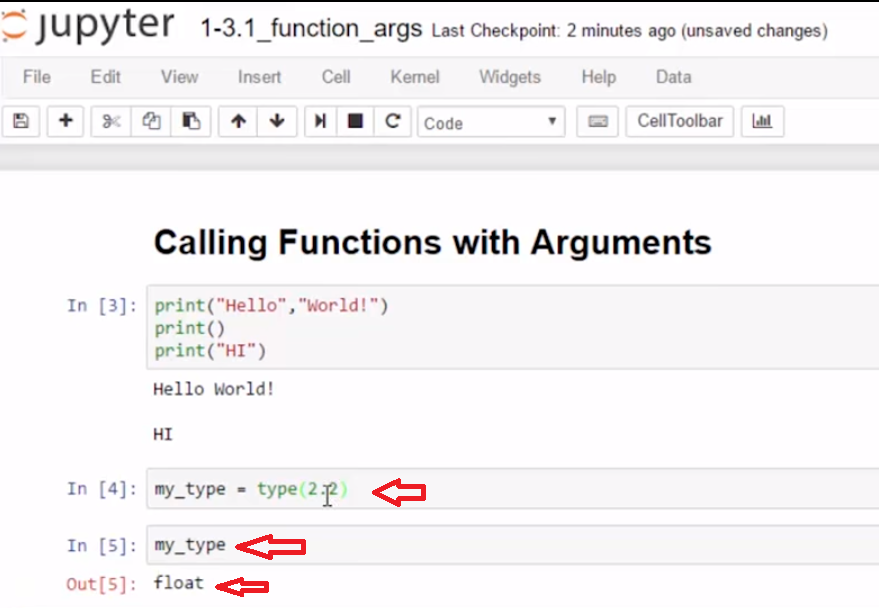 jupyter 1-3.1_function_args Last Checkpoint: 2 minutes ago (unsaved changes)
File Edit View Insert Cell Kernel Widgets Help Data
Code CellToolbar
Calling Functions with Arguments
In [3]: print("Hello","World!")
print()
print("HI")
Hello World!
HI
In [4]: my_type = type(2.2)
In [5]: my_type
Out[5]: float